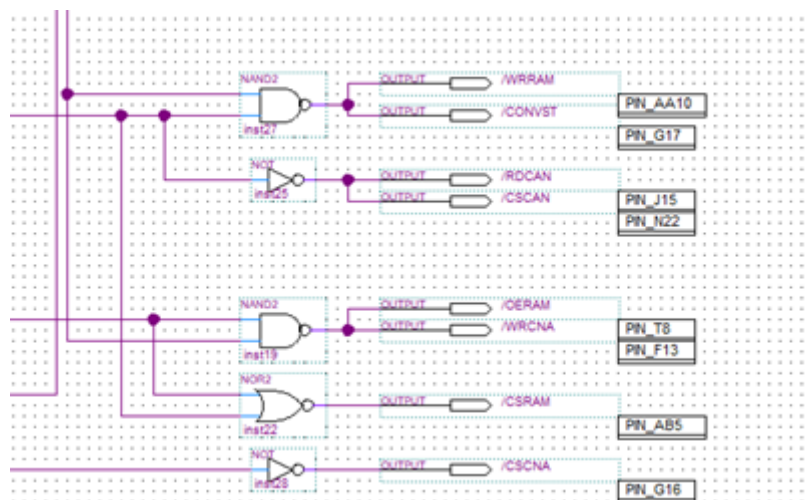 NAND2
OUTPUT
/WRRAM
PIN_AA10
OUTPUT
/CONVST
inst27
PIN_G17
NOT
OUTPUT
/RDCAN
inst25
OUTPUT
/CSCAN
PIN_J15
PIN_N22
NAND2
OUTPUT
/OERAM
OUTPUT
/WRCNA
PIN_T8
inst19
PIN_F13
NOR2
OUTPUT
/CSRAM
inst22
PIN_AB5
NOT
OUTPUT
/CSCNA
inst28
PIN_G16